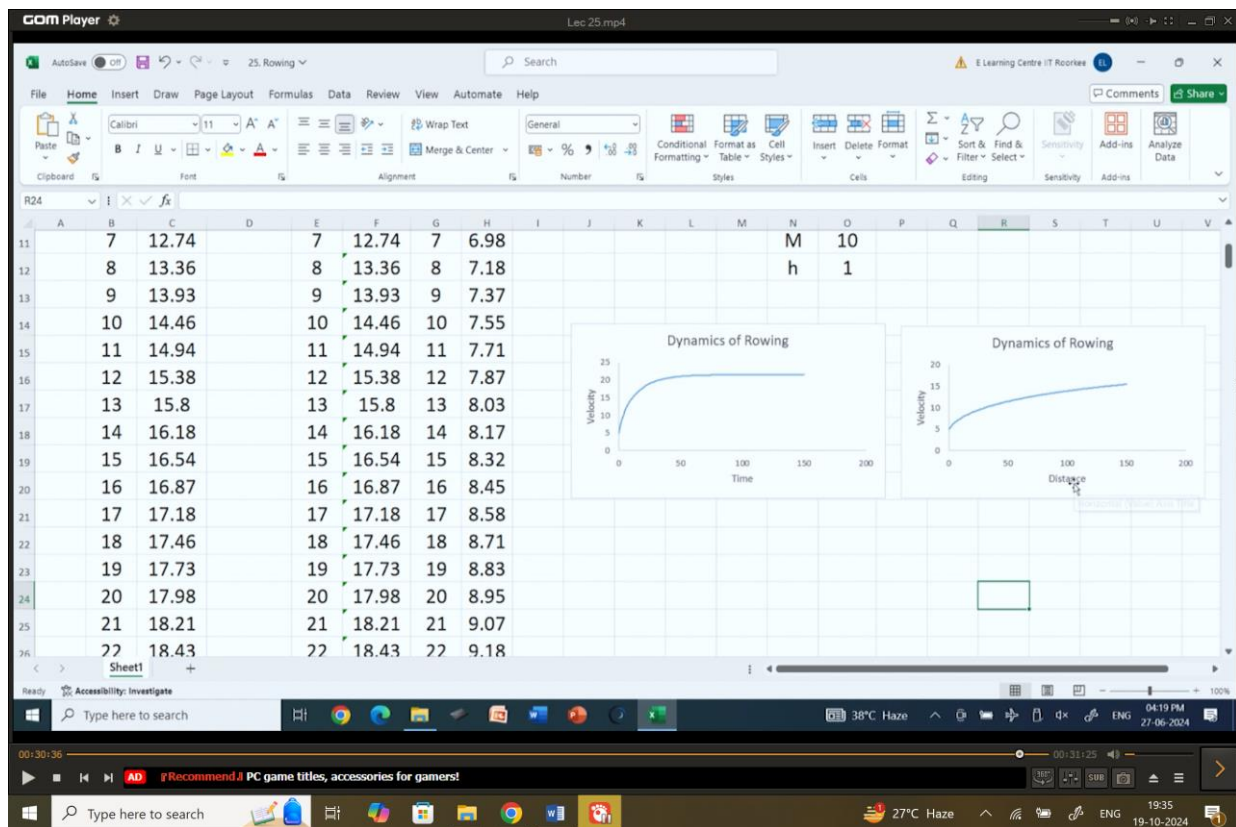 GOM Player
Lec 25.mp4
AutoSave Off 25. Rowing
Search
E Learning Centre IIT Roorkee EL
File Home Insert Draw Page Layout Formulas Data Review View Automate Help
Comments Share
Paste Calibri 11 Wrap Text General Conditional Formatting Format as Table Cell Styles Insert Delete Format Sort & Filter Find & Select Sensitivity Add-ins Analyze Data
B I U Merge & Center
Clipboard Font Alignment Number Styles Cells Editing Sensitivity Add-ins
R24 fx
A B C D E F G H I J K L M N O P Q R S T U V
11 7 12.74 7 12.74 7 6.98 M 10
12 8 13.36 8 13.36 8 7.18 h 1
13 9 13.93 9 13.93 9 7.37
14 10 14.46 10 14.46 10 7.55
15 11 14.94 11 14.94 11 7.71
16 12 15.38 12 15.38 12 7.87
17 13 15.8 13 15.8 13 8.03
18 14 16.18 14 16.18 14 8.17
19 15 16.54 15 16.54 15 8.32
20 16 16.87 16 16.87 16 8.45
21 17 17.18 17 17.18 17 8.58
22 18 17.46 18 17.46 18 8.71
23 19 17.73 19 17.73 19 8.83
24 20 17.98 20 17.98 20 8.95
25 21 18.21 21 18.21 21 9.07
26 22 18.43 22 18.43 22 9.18
Dynamics of Rowing
Velocity
25
20
15
10
5
0
0 50 100 150 200
Time
Dynamics of Rowing
Velocity
20
15
10
5
0
0 50 100 150 200
Distance
Sheet1
Ready Accessibility: Investigate 100%
Type here to search
38°C Haze ENG 04:19 PM
27-06-2024
00:30:36 00:31:25
AD Recommend PC game titles, accessories for gamers!
360° SUB
Type here to search
27°C Haze ENG 19:35
19-10-2024